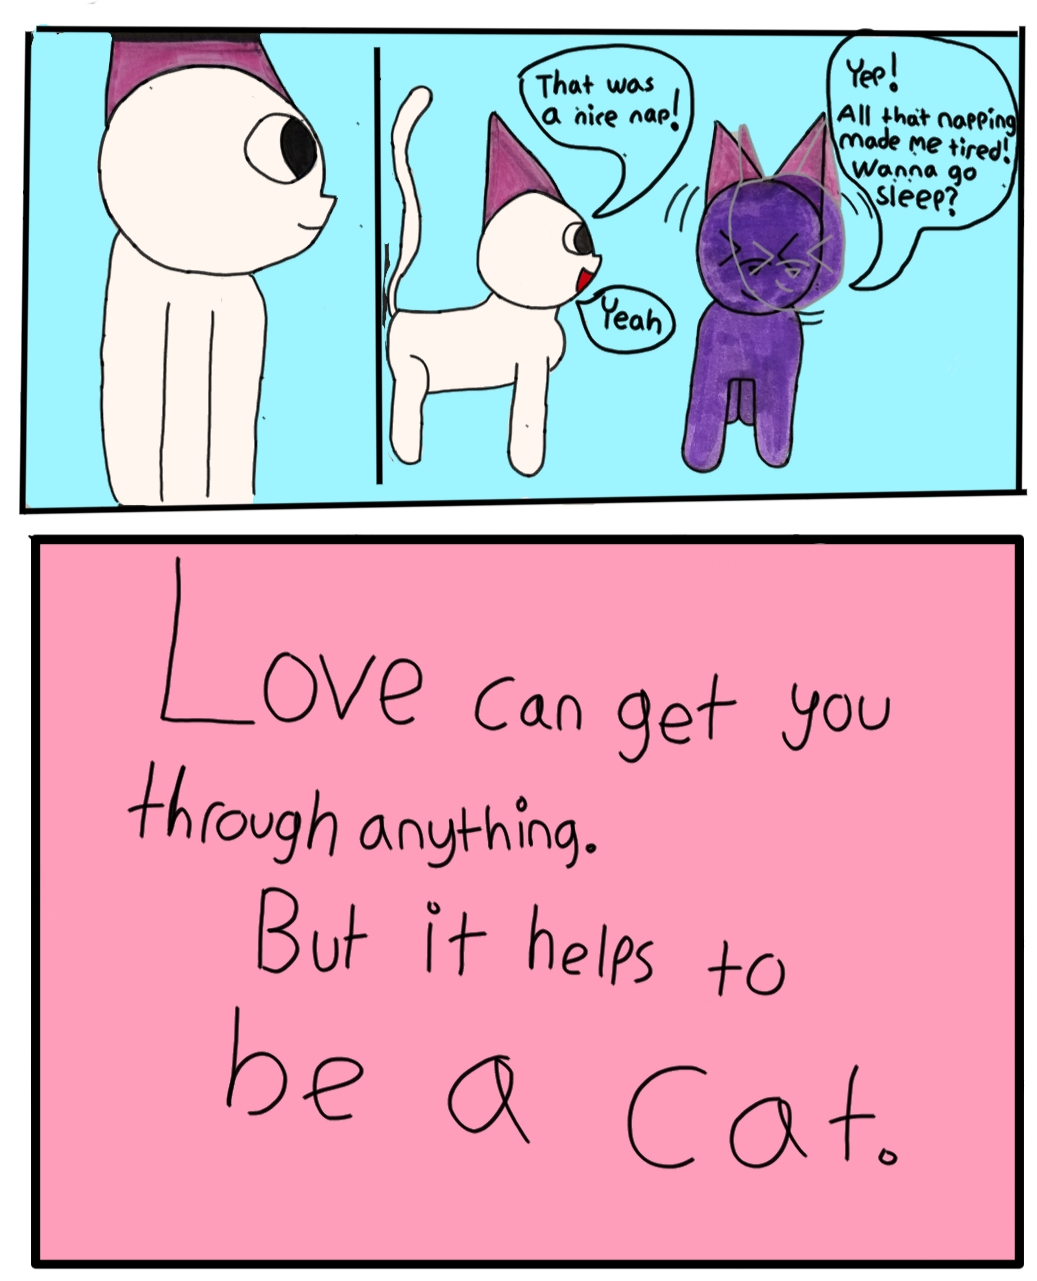 That was
a nice nap!
Yep!
All that napping
made me tired!
Wanna go
sleep?
Yeah
Love can get you
through anything.
But it helps to
be a cat.